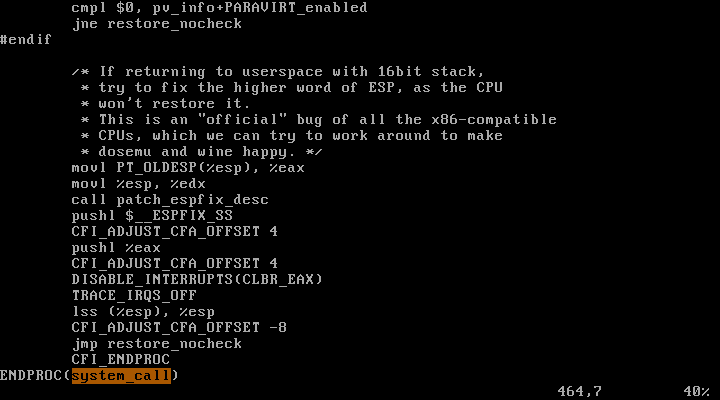 cmpl $0, pv_info+PARAVIRT_enabled
jne restore_nocheck
#endif
/* If returning to userspace with 16bit stack,
* try to fix the higher word of ESP, as the CPU
* won't restore it.
* This is an "official" bug of all the x86-compatible
* CPUs, which we can try to work around to make
* dosemu and wine happy. */
movl PT_OLDESP(%esp), %eax
movl %esp, %edx
call patch_espfix_desc
pushl $__ESPFIX_SS
CFI_ADJUST_CFA_OFFSET 4
pushl %eax
CFI_ADJUST_CFA_OFFSET 4
DISABLE_INTERRUPTS(CLBR_EAX)
TRACE_IRQS_OFF
lss (%esp), %esp
CFI_ADJUST_CFA_OFFSET -8
jmp restore_nocheck
CFI_ENDPROC
ENDPROC(system_call)
464,7 40%